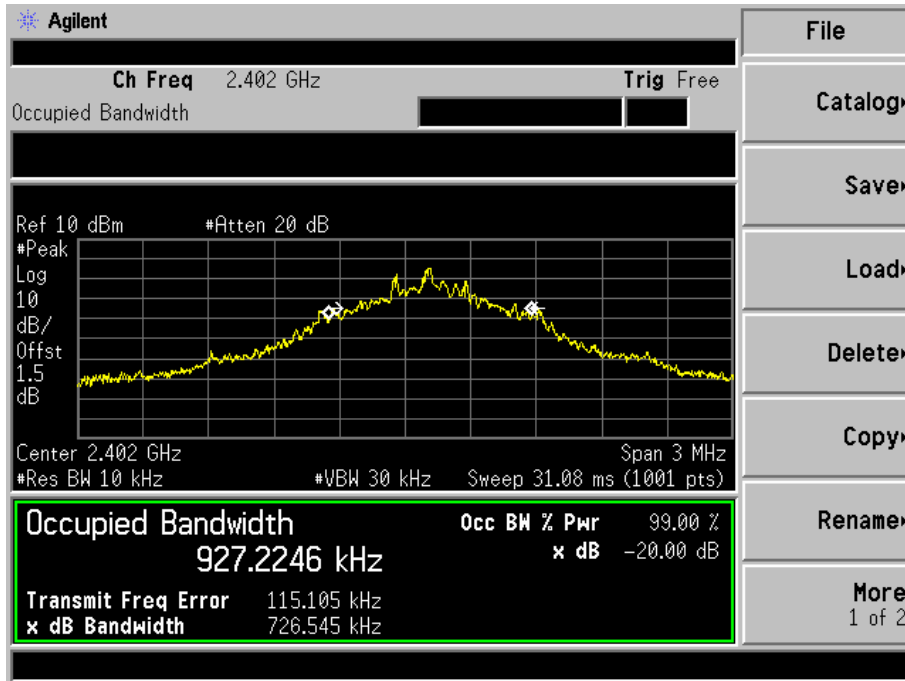 Agilent
File
Ch Freq 2.402 GHz Trig Free
Occupied Bandwidth
Catalog
Save
Ref 10 dBm #Atten 20 dB
#Peak
Log
10
dB/
Offst
1.5
dB
Load
Delete
Center 2.402 GHz Span 3 MHz
#Res BW 10 kHz #VBW 30 kHz Sweep 31.08 ms (1001 pts)
Copy
Occupied Bandwidth Occ BW % Pwr 99.00 %
927.2246 kHz x dB -20.00 dB
Rename
Transmit Freq Error 115.105 kHz
x dB Bandwidth 726.545 kHz
More
1 of 2